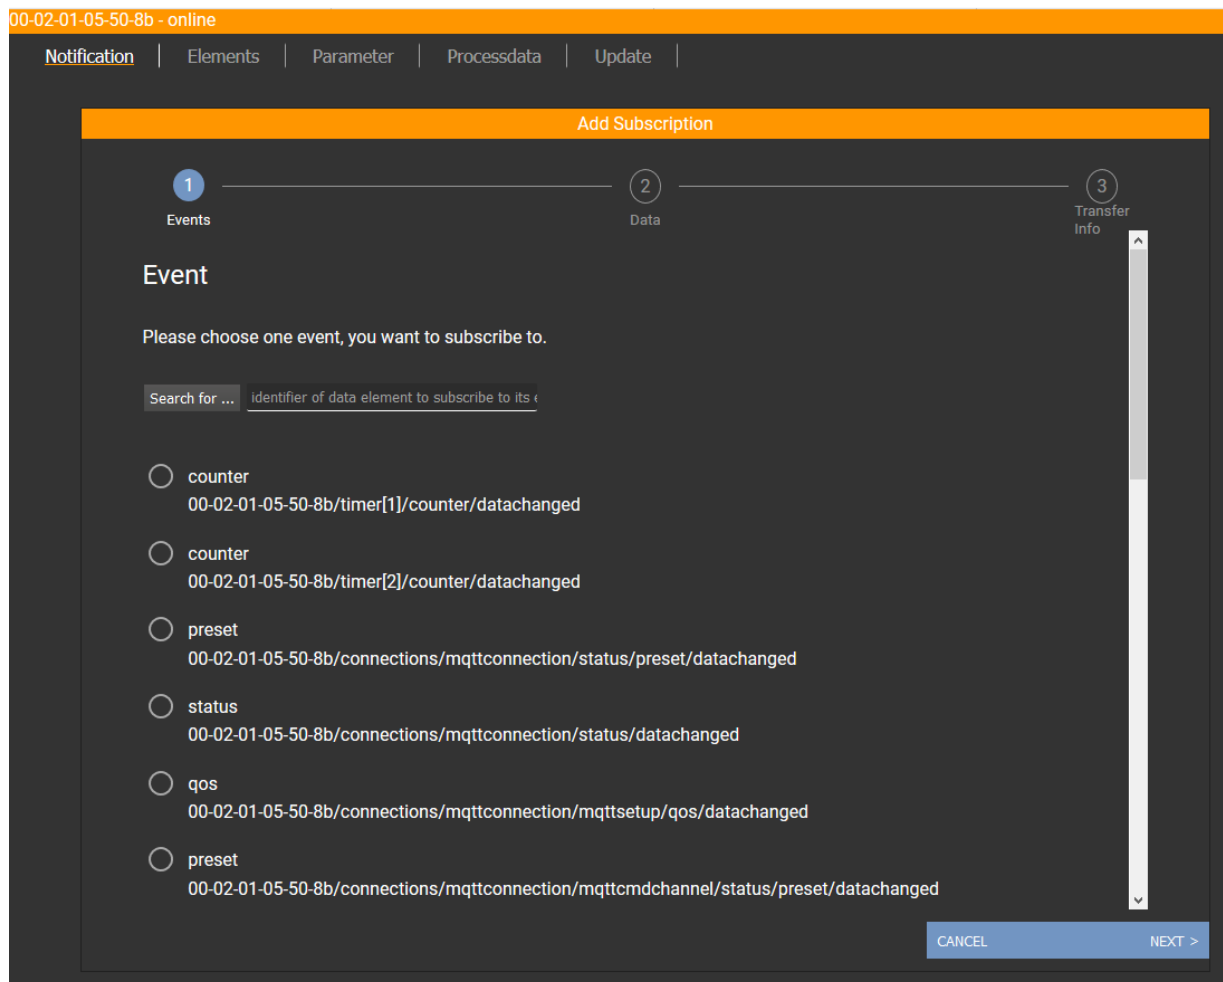 00-02-01-05-50-8b - online
Notification | Elements | Parameter | Processdata | Update |
Add Subscription
1 2 3
Events Data Transfer
Info
Event
Please choose one event, you want to subscribe to.
Search for ... identifier of data element to subscribe to its
counter
00-02-01-05-50-8b/timer[1]/counter/datachanged
counter
00-02-01-05-50-8b/timer[2]/counter/datachanged
preset
00-02-01-05-50-8b/connections/mqttconnection/status/preset/datachanged
status
00-02-01-05-50-8b/connections/mqttconnection/status/datachanged
qos
00-02-01-05-50-8b/connections/mqttconnection/mqttsetup/qos/datachanged
preset
00-02-01-05-50-8b/connections/mqttconnection/mqttcmdchannel/status/preset/datachanged
CANCEL NEXT >